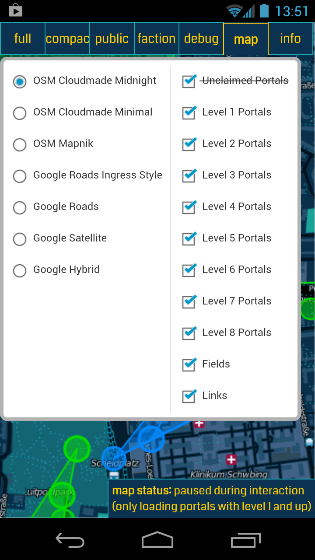 13:51
full compac public faction debug map info
OSM Cloudmade Midnight
OSM Cloudmade Minimal
OSM Mapnik
Google Roads Ingress Style
Google Roads
Google Satellite
Google Hybrid
Unclaimed Portals
Level 1 Portals
Level 2 Portals
Level 3 Portals
Level 4 Portals
Level 5 Portals
Level 6 Portals
Level 7 Portals
Level 8 Portals
Fields
Links
Scheidplatz
Klinikum Schwbing
uitpoldpark
map status: paused during interaction
(only loading portals with level 1 and up)